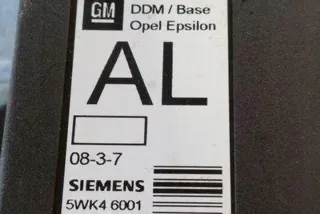 GM DDM / Base
Opel Epsilon
AL
08-3-7
SIEMENS
5WK4 6001